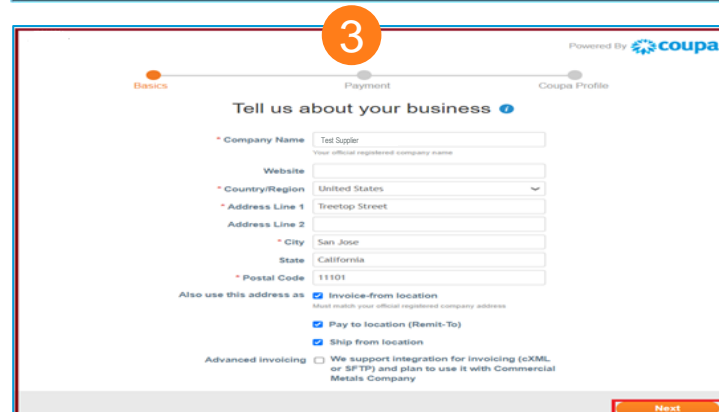 3
Powered By coupa
Basics Payment Coupa Profile
Tell us about your business i
* Company Name Test Supplier
Your official registered company name
Website
* Country/Region United States
* Address Line 1 Treetop Street
Address Line 2
* City San Jose
State California
* Postal Code 11101
Also use this address as Invoice-from location
Must match your official registered company address
Pay to location (Remit-To)
Ship from location
Advanced invoicing We support integration for invoicing (cXML
or SFTP) and plan to use it with Commercial
Metals Company
Next